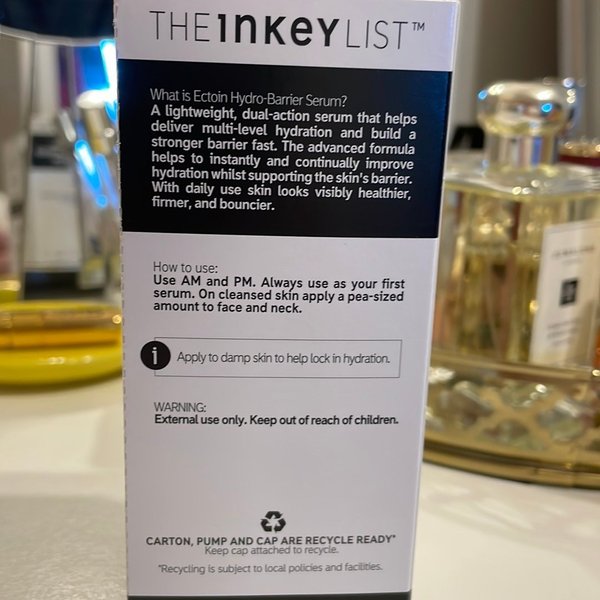 THE INKEY LIST™
What is Ectoin Hydro-Barrier Serum?
A lightweight, dual-action serum that helps
deliver multi-level hydration and build a
stronger barrier fast. The advanced formula
helps to instantly and continually improve
hydration whilst supporting the skin's barrier.
With daily use skin looks visibly healthier,
firmer, and bouncier.
How to use:
Use AM and PM. Always use as your first
serum. On cleansed skin apply a pea-sized
amount to face and neck.
i Apply to damp skin to help lock in hydration.
WARNING:
External use only. Keep out of reach of children.
CARTON, PUMP AND CAP ARE RECYCLE READY*
Keep cap attached to recycle.
*Recycling is subject to local policies and facilities.